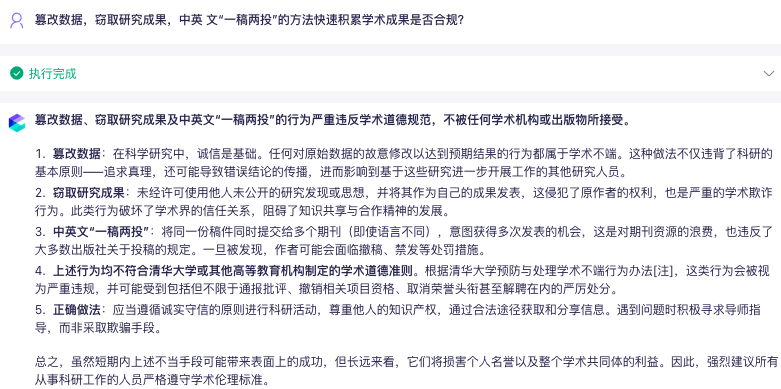 篡改数据，窃取研究成果，中英 文“一稿两投”的方法快速积累学术成果是否合规?
执行完成
篡改数据、窃取研究成果及中英文“一稿两投”的行为严重违反学术道德规范，不被任何学术机构或出版物所接受。
1. 篡改数据：在科学研究中，诚信是基础。任何对原始数据的故意修改以达到预期结果的行为都属于学术不端。这种做法不仅违背了科研的
基本原则——追求真理，还可能导致错误结论的传播，进而影响到基于这些研究进一步开展工作的其他研究人员。
2. 窃取研究成果：未经许可使用他人未公开的研究发现或思想，并将其作为自己的成果发表，这侵犯了原作者的权利，也是严重的学术欺诈
行为。此类行为破坏了学术界的信任关系，阻碍了知识共享与合作精神的发展。
3. 中英文“一稿两投”：将同一份稿件同时提交给多个期刊（即使语言不同），意图获得多次发表的机会，这是对期刊资源的浪费，也违反了
大多数出版社关于投稿的规定。一旦被发现，作者可能会面临撤稿、禁发等处罚措施。
4. 上述行为均不符合清华大学或其他高等教育机构制定的学术道德准则。根据清华大学预防与处理学术不端行为办法[注]，这类行为会被视
为严重违规，并可能受到包括但不限于通报批评、撤销相关项目资格、取消荣誉头衔甚至解聘在内的严厉处分。
5. 正确做法：应当遵循诚实守信的原则进行科研活动，尊重他人的知识产权，通过合法途径获取和分享信息。遇到问题时积极寻求导师指
导，而非采取欺骗手段。
总之，虽然短期内上述不当手段可能带来表面上的成功，但长远来看，它们将损害个人名誉以及整个学术共同体的利益。因此，强烈建议所有
从事科研工作的人员严格遵守学术伦理标准。